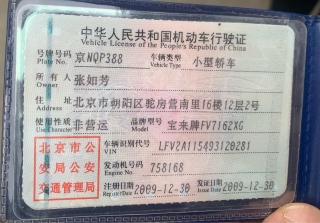 中华人民共和国机动车行驶证
Vehicle License of the People's Republic of China
号牌号码 京NQP388 车辆类型 小型轿车
Plate No. Vehicle Type
所有人 张如芳
Owner
住址 北京市朝阳区驼房营南里16楼12层2号
Address
使用性质 非营运 品牌型号 宝来牌FV7162XG
Use Character Model
北京市公安局公安交通管理局
车辆识别代号 LFV2A115493120281
VIN
发动机号码 758168
Engine No.
注册日期 2009-12-30 发证日期 2009-12-30
Register Date Issue Date